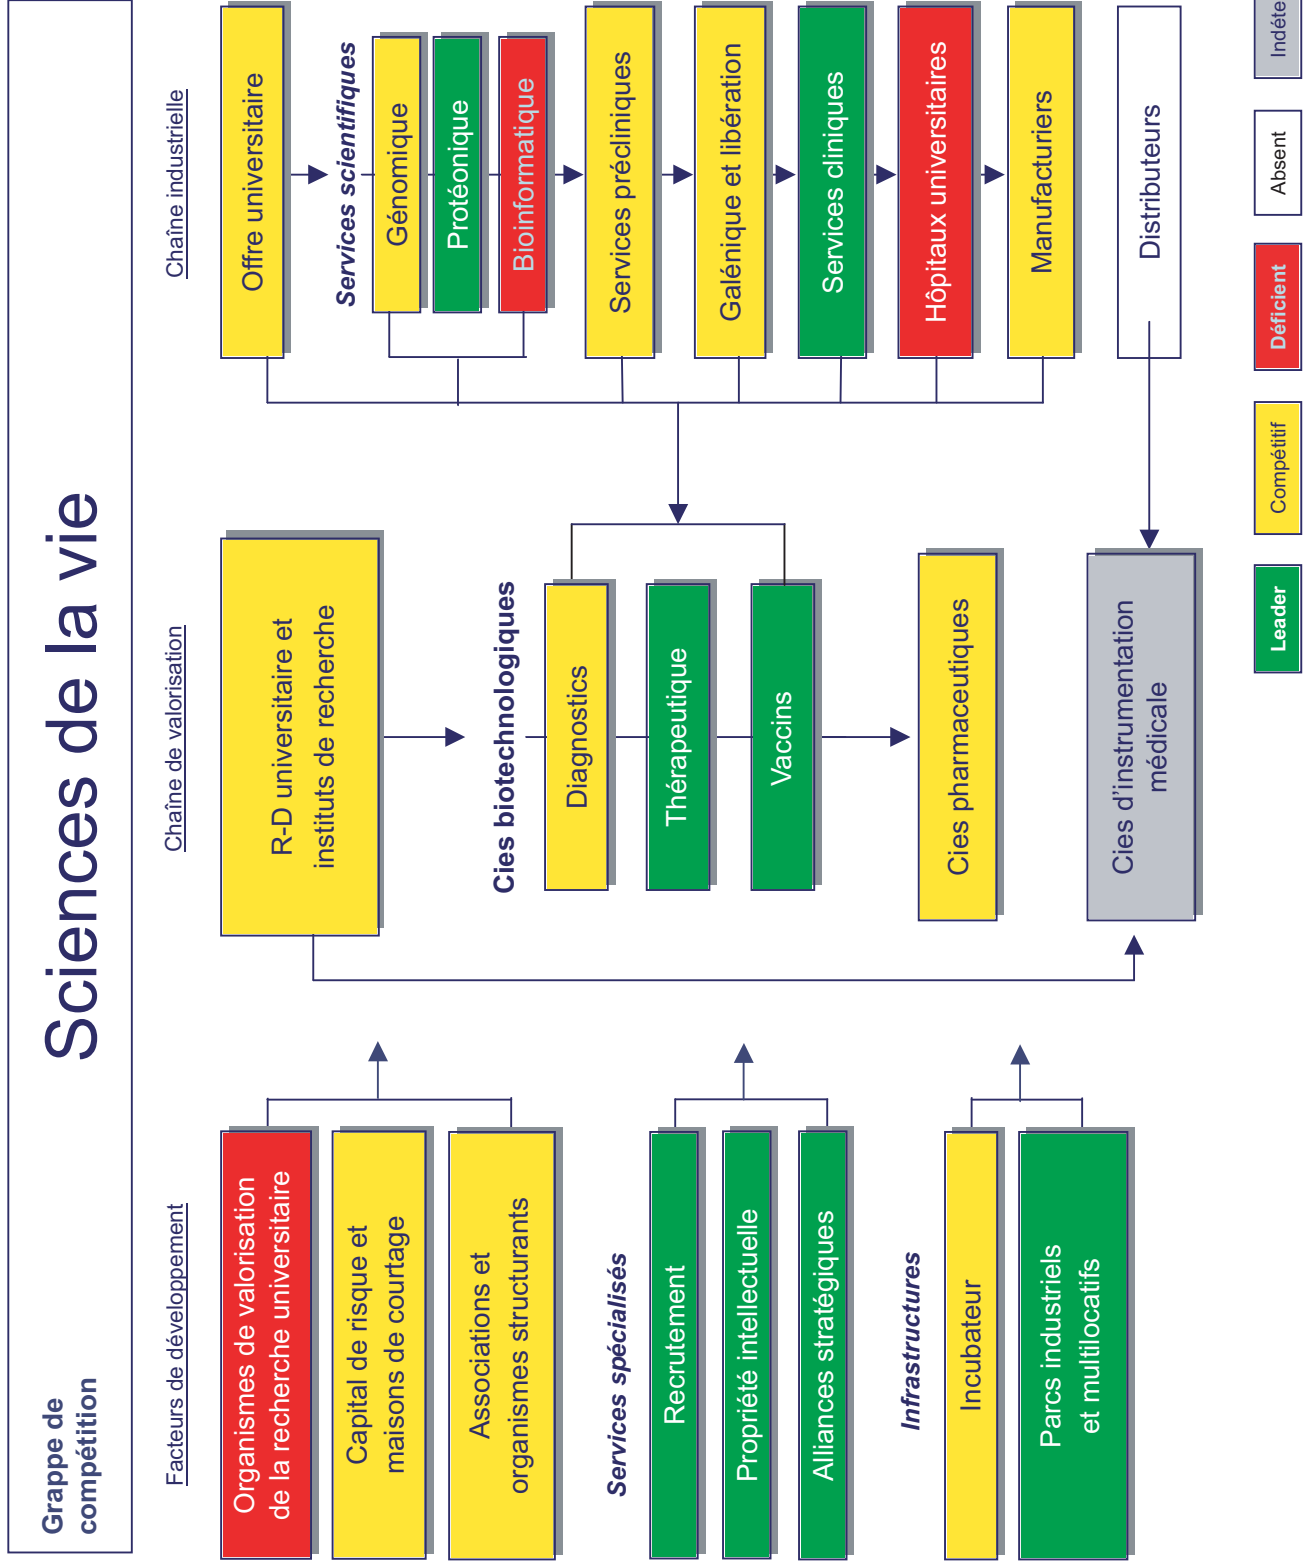 Grappe de
compétition
Sciences de la vie
Facteurs de développement
Organismes de valorisation
de la recherche universitaire
Capital de risque et
maisons de courtage
Associations et
organismes structurants
Services spécialisés
Recrutement
Propriété intellectuelle
Alliances stratégiques
Infrastructures
Incubateur
Parcs industriels
et multilocatifs
Chaîne de valorisation
R-D universitaire et
instituts de recherche
Cies biotechnologiques
Diagnostics
Thérapeutique
Vaccins
Cies pharmaceutiques
Cies d'instrumentation
médicale
Chaîne industrielle
Offre universitaire
Services scientifiques
Génomique
Protéonique
Bioinformatique
Services précliniques
Galénique et libération
Services cliniques
Hôpitaux universitaires
Manufacturiers
Distributeurs
Leader
Compétitif
Déficient
Absent
Indéte